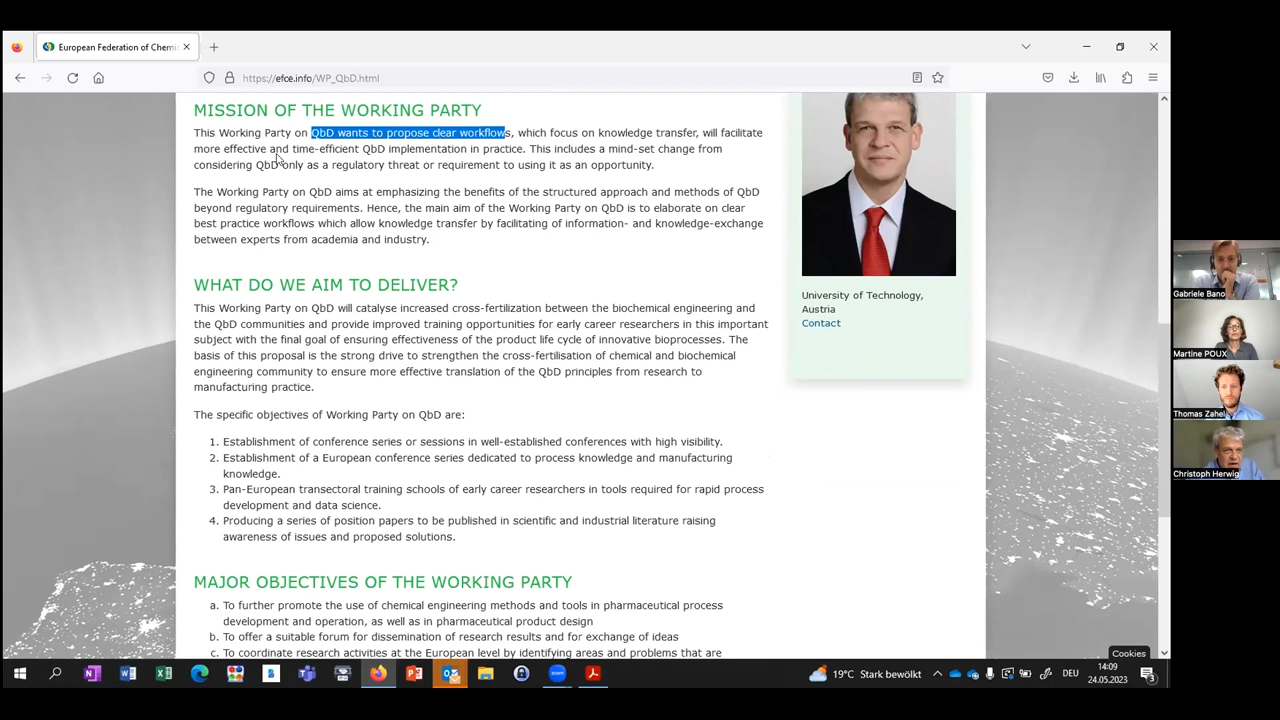 European Federation of Chemic
https://efce.info/WP_QbD.html
MISSION OF THE WORKING PARTY
This Working Party on QbD wants to propose clear workflows, which focus on knowledge transfer, will facilitate
more effective and time-efficient QbD implementation in practice. This includes a mind-set change from
considering QbD only as a regulatory threat or requirement to using it as an opportunity.
The Working Party on QbD aims at emphasizing the benefits of the structured approach and methods of QbD
beyond regulatory requirements. Hence, the main aim of the Working Party on QbD is to elaborate on clear
best practice workflows which allow knowledge transfer by facilitating of information- and knowledge-exchange
between experts from academia and industry.
WHAT DO WE AIM TO DELIVER?
This Working Party on QbD will catalyse increased cross-fertilization between the biochemical engineering and
the QbD communities and provide improved training opportunities for early career researchers in this important
subject with the final goal of ensuring effectiveness of the product life cycle of innovative bioprocesses. The
basis of this proposal is the strong drive to strengthen the cross-fertilisation of chemical and biochemical
engineering community to ensure more effective translation of the QbD principles from research to
manufacturing practice.
The specific objectives of Working Party on QbD are:
1. Establishment of conference series or sessions in well-established conferences with high visibility.
2. Establishment of a European conference series dedicated to process knowledge and manufacturing
knowledge.
3. Pan-European transectoral training schools of early career researchers in tools required for rapid process
development and data science.
4. Producing a series of position papers to be published in scientific and industrial literature raising
awareness of issues and proposed solutions.
MAJOR OBJECTIVES OF THE WORKING PARTY
a. To further promote the use of chemical engineering methods and tools in pharmaceutical process
development and operation, as well as in pharmaceutical product design
b. To offer a suitable forum for dissemination of research results and for exchange of ideas
c. To coordinate research activities at the European level by identifying areas and problems that are
University of Technology,
Austria
Contact
Cookies
Gabriele Bano
Martine POUX
Thomas Zahel
Christoph Herwig
19°C Stark bewölkt
DEU
14:09
24.05.2023
3